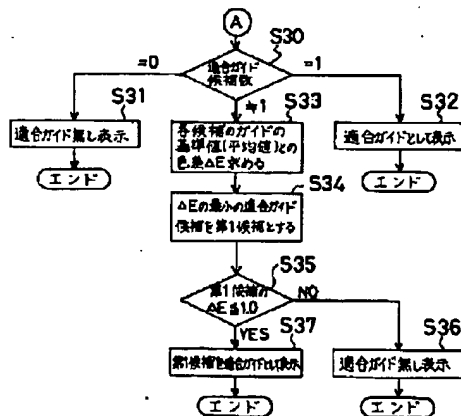 A
S30
適合ガイド
候補数
=0
=1
≒1
S31
適合ガイド無し表示
エンド
S33
各候補のガイドの
基準値(平均値)との
色差ΔE求める
S32
適合ガイドとして表示
エンド
S34
ΔEの最小の適合ガイド
候補を第1候補とする
S35
第1候補の
ΔE≦1.0
NO
YES
S37
第1候補を適合ガイドとして表示
エンド
S36
適合ガイド無し表示
エンド